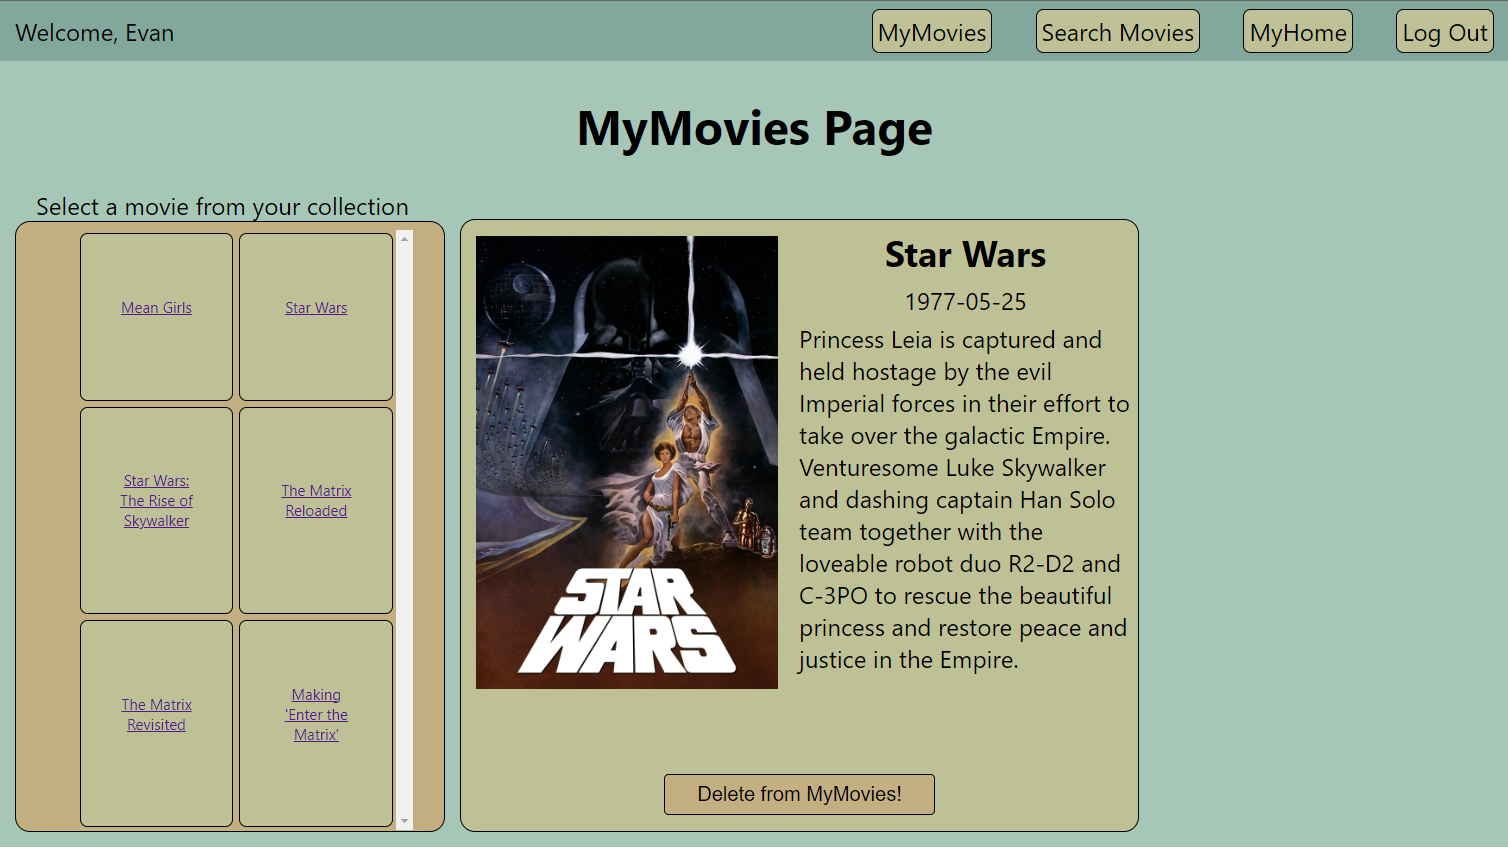 Welcome, Evan
MyMovies
Search Movies
MyHome
Log Out
MyMovies Page
Select a movie from your collection
Mean Girls
Star Wars
Star Wars:
The Rise of
Skywalker
The Matrix
Reloaded
The Matrix
Revisited
Making
'Enter the
Matrix'
STAR
WARS
Star Wars
1977-05-25
Princess Leia is captured and
held hostage by the evil
Imperial forces in their effort to
take over the galactic Empire.
Venturesome Luke Skywalker
and dashing captain Han Solo
team together with the
loveable robot duo R2-D2 and
C-3PO to rescue the beautiful
princess and restore peace and
justice in the Empire.
Delete from MyMovies!